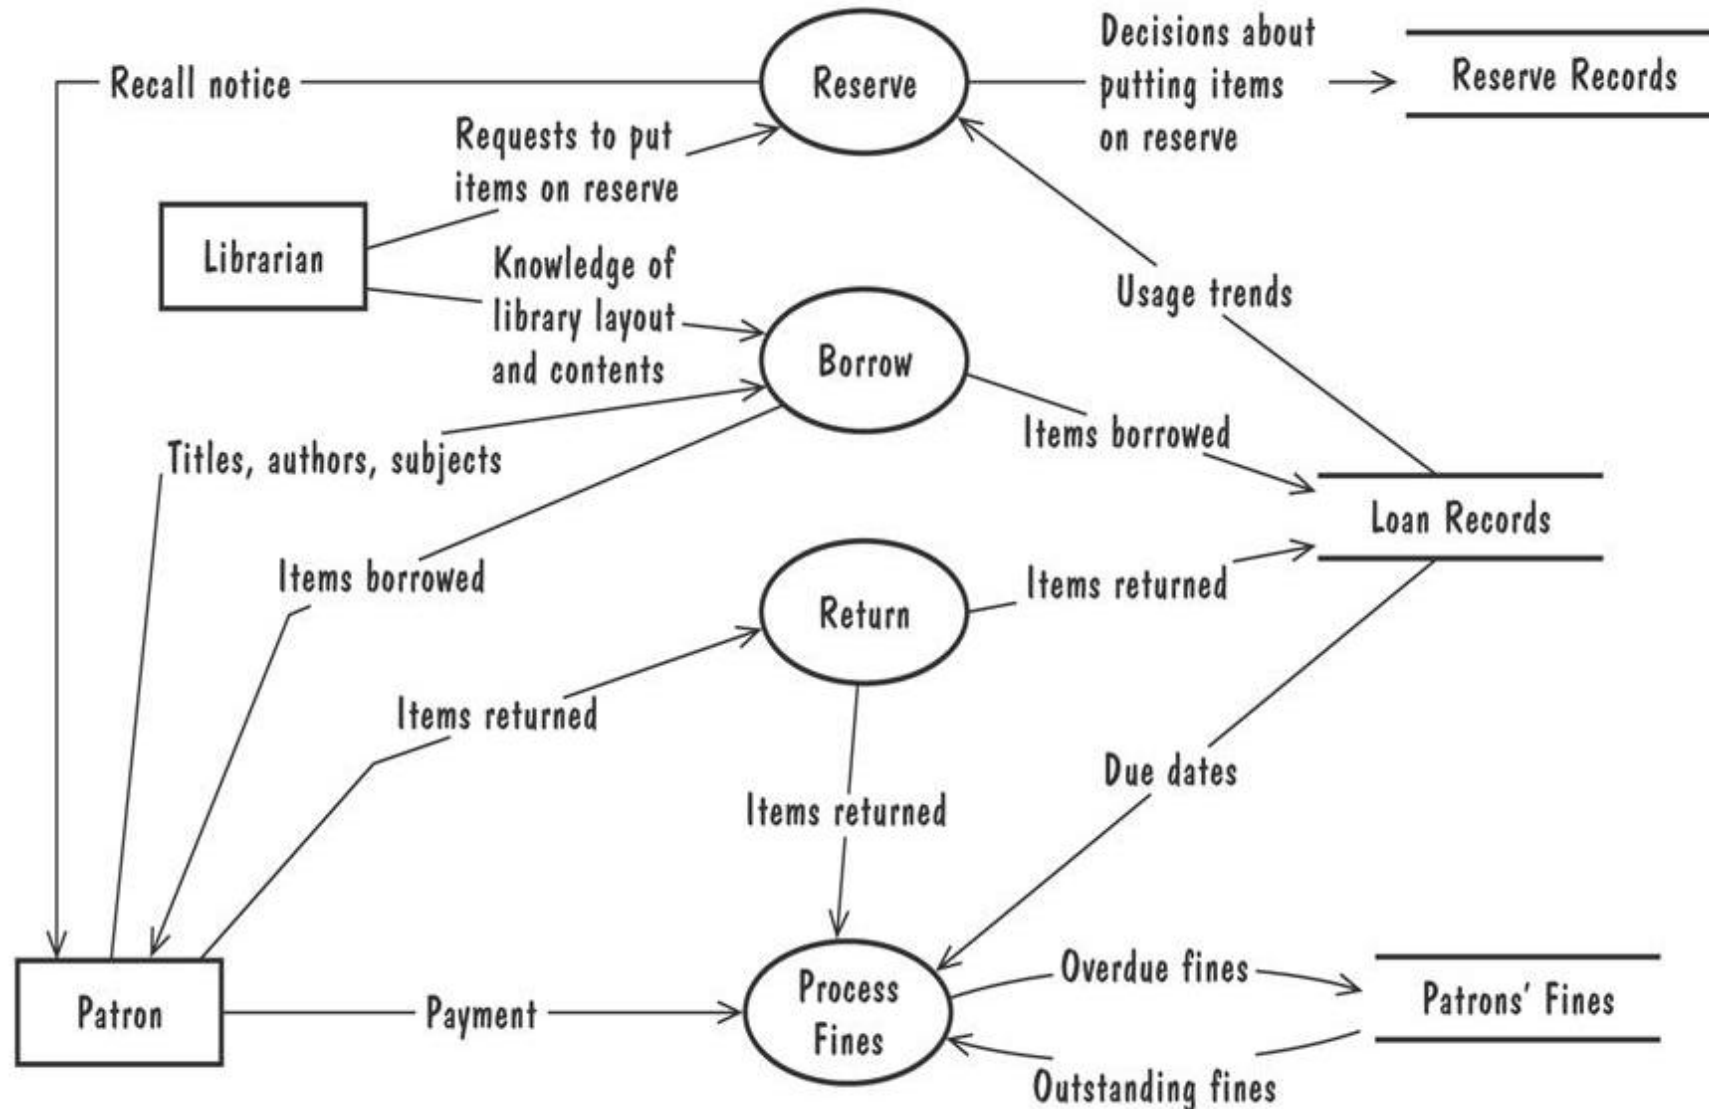 Recall notice
Reserve
Decisions about
putting items
on reserve
Reserve Records
Requests to put
items on reserve
Librarian
Knowledge of
library layout
and contents
Usage trends
Borrow
Items borrowed
Titles, authors, subjects
Loan Records
Items borrowed
Return
Items returned
Items returned
Due dates
Items returned
Patron
Payment
Process
Fines
Overdue fines
Patrons' Fines
Outstanding fines